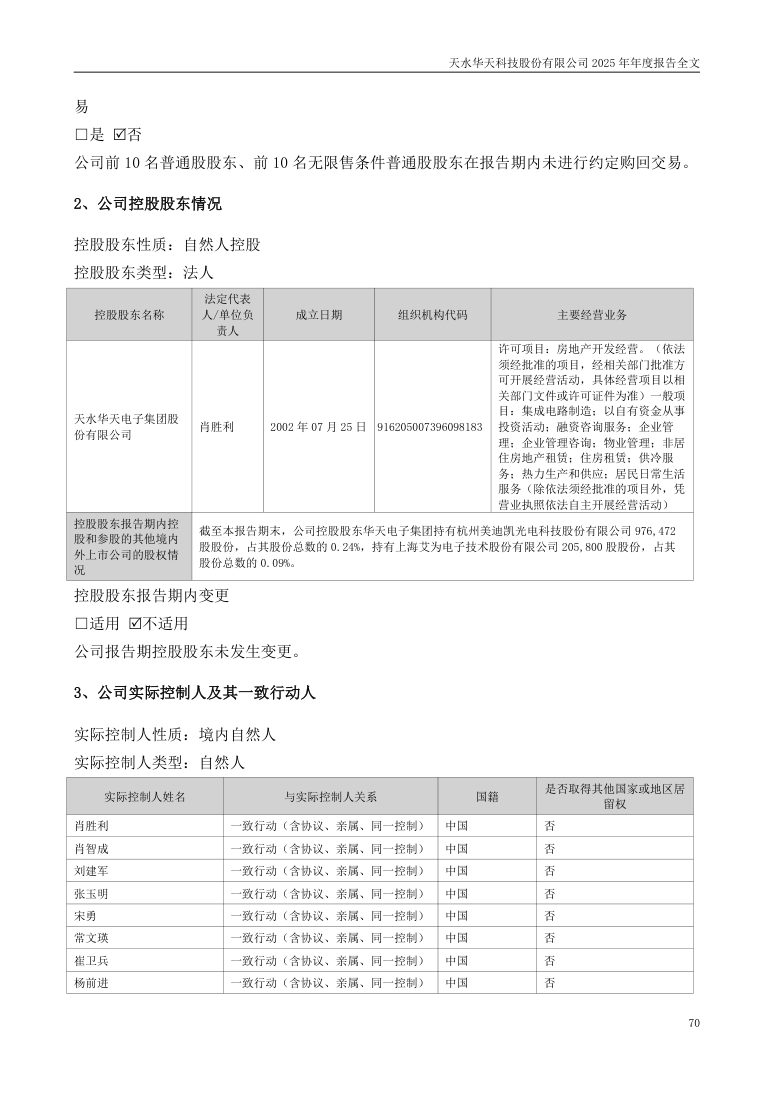 天水华天科技股份有限公司 2025 年年度报告全文
易
□是 ☑否
公司前 10 名普通股股东、前 10 名无限售条件普通股股东在报告期内未进行约定购回交易。
2、公司控股股东情况
控股股东性质：自然人控股
控股股东类型：法人
控股股东名称
法定代表
人/单位负
责人
成立日期
组织机构代码
主要经营业务
天水华天电子集团股
份有限公司
肖胜利
2002 年 07 月 25 日
916205007396098183
许可项目：房地产开发经营。（依法
须经批准的项目，经相关部门批准方
可开展经营活动，具体经营项目以相
关部门文件或许可证件为准）一般项
目：集成电路制造；以自有资金从事
投资活动；融资咨询服务；企业管
理；企业管理咨询；物业管理；非居
住房地产租赁；住房租赁；供冷服
务；热力生产和供应；居民日常生活
服务（除依法须经批准的项目外，凭
营业执照依法自主开展经营活动）
控股股东报告期内控
股和参股的其他境内
外上市公司的股权情
况
截至本报告期末，公司控股股东华天电子集团持有杭州美迪凯光电科技股份有限公司 976,472
股股份，占其股份总数的 0.24%，持有上海艾为电子技术股份有限公司 205,800 股股份，占其
股份总数的 0.09%。
控股股东报告期内变更
□适用 ☑不适用
公司报告期控股股东未发生变更。
3、公司实际控制人及其一致行动人
实际控制人性质：境内自然人
实际控制人类型：自然人
实际控制人姓名
与实际控制人关系
国籍
是否取得其他国家或地区居
留权
肖胜利 一致行动（含协议、亲属、同一控制） 中国 否
肖智成 一致行动（含协议、亲属、同一控制） 中国 否
刘建军 一致行动（含协议、亲属、同一控制） 中国 否
张玉明 一致行动（含协议、亲属、同一控制） 中国 否
宋勇 一致行动（含协议、亲属、同一控制） 中国 否
常文瑛 一致行动（含协议、亲属、同一控制） 中国 否
崔卫兵 一致行动（含协议、亲属、同一控制） 中国 否
杨前进 一致行动（含协议、亲属、同一控制） 中国 否
70